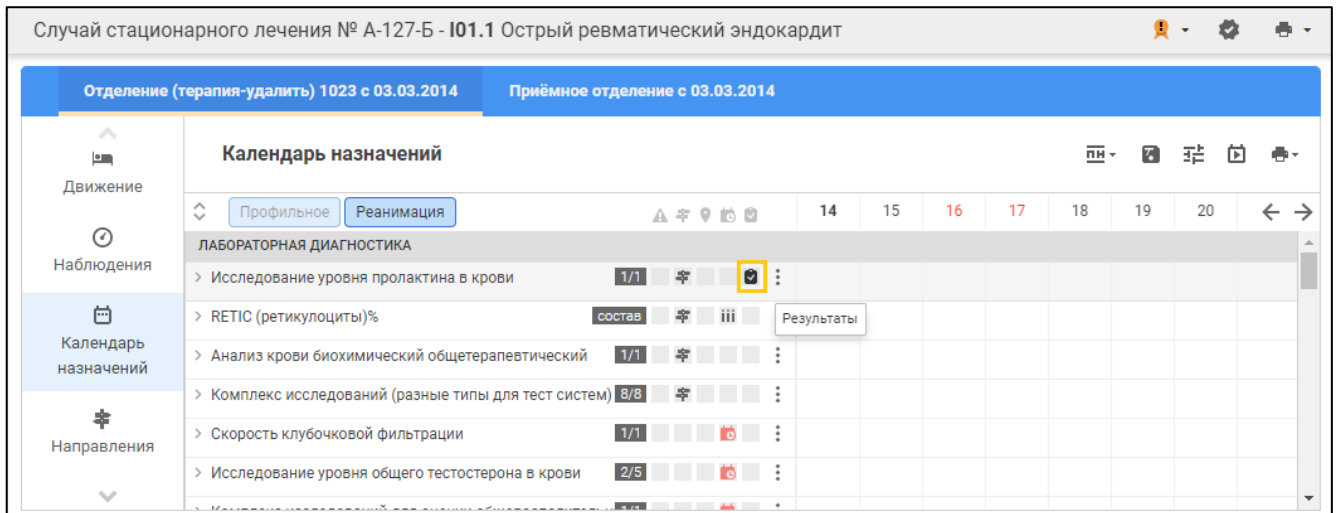 Случай стационарного лечения № А-127-Б - I01.1 Острый ревматический эндокардит
Отделение (терапия-удалить) 1023 с 03.03.2014 Приёмное отделение с 03.03.2014
Движение
Наблюдения
Календарь назначений
Направления
Календарь назначений
ПН
Профильное Реанимация 14 15 16 17 18 19 20
ЛАБОРАТОРНАЯ ДИАГНОСТИКА
Исследование уровня пролактина в крови 1/1
RETIC (ретикулоциты)% состав
Результаты
Анализ крови биохимический общетерапевтический 1/1
Комплекс исследований (разные типы для тест систем) 8/8
Скорость клубочковой фильтрации 1/1
Исследование уровня общего тестостерона в крови 2/5